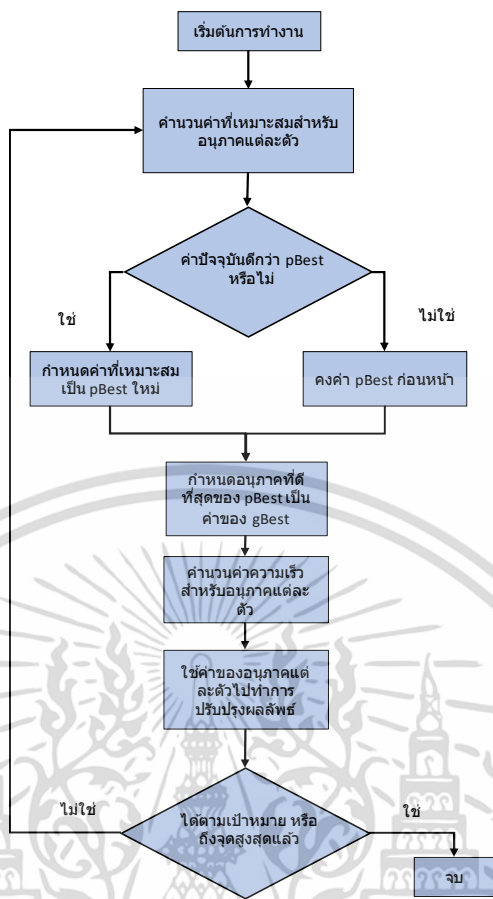 เริ่มต้นการทำงาน
คำนวนค่าที่เหมาะสมสำหรับ
อนุภาคแต่ละตัว
ค่าปัจจุบันดีกว่า pBest
หรือไม่
ใช่
ไม่ใช่
กำหนดค่าที่เหมาะสม
เป็น pBest ใหม่
คงค่า pBest ก่อนหน้า
กำหนดอนุภาคที่ดี
ที่สุดของ pBest เป็น
ค่าของ gBest
คำนวนค่าความเร็ว
สำหรับอนุภาคแต่ละ
ตัว
ใช้ค่าของอนุภาคแต่
ละตัวไปทำการ
ปรับปรุงผลลัพธ์
ไม่ใช่
ได้ตามเป้าหมาย หรือ
ถึงจุดสูงสุดแล้ว
ใช่
จบ